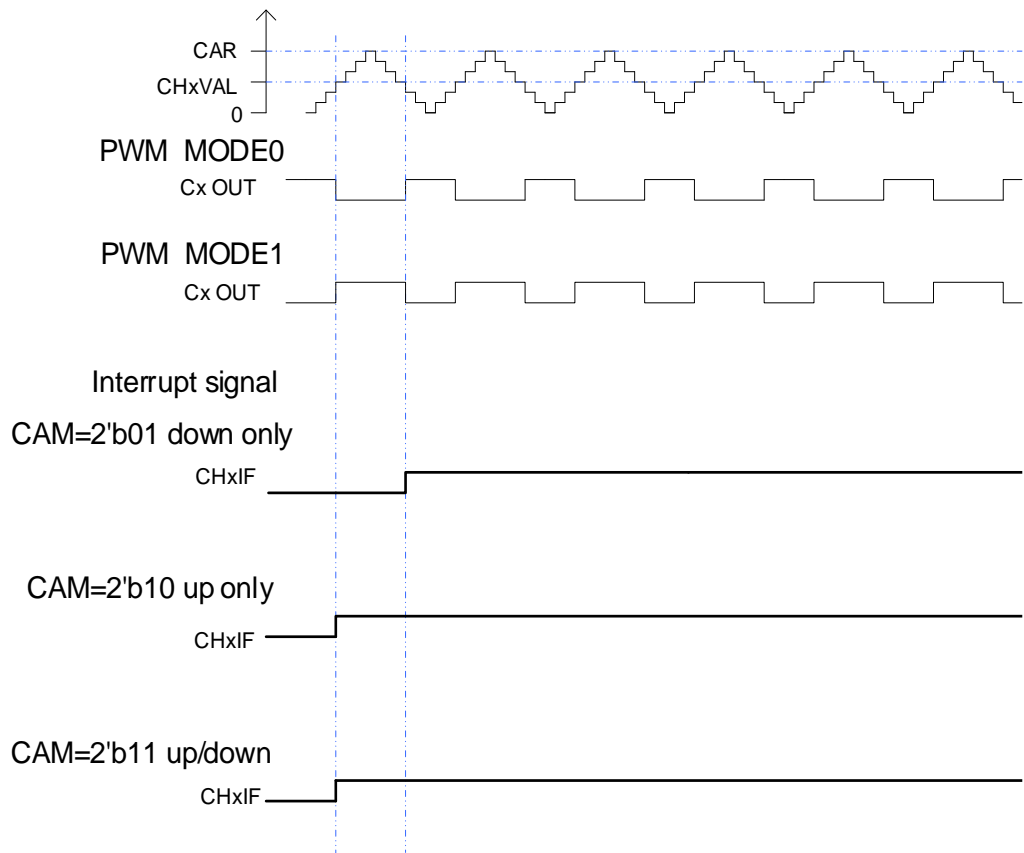 CAR
CHxVAL
0
PWM MODE0
Cx OUT
PWM MODE1
Cx OUT
Interrupt signal
CAM=2'b01 down only
CHxIF
CAM=2'b10 up only
CHxIF
CAM=2'b11 up/down
CHxIF